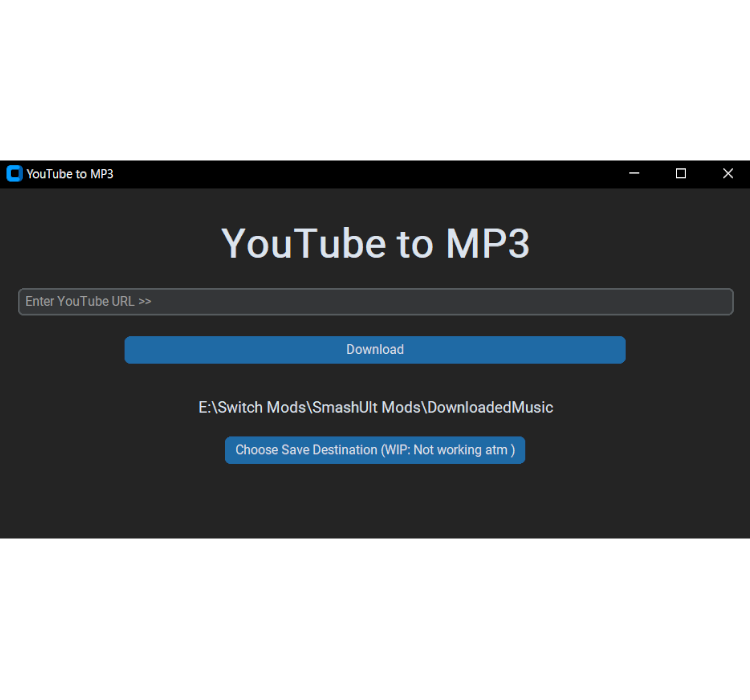 YouTube to MP3
YouTube to MP3
Enter YouTube URL >>
Download
E:\Switch Mods\SmashUlt Mods\DownloadedMusic
Choose Save Destination (WIP: Not working atm )